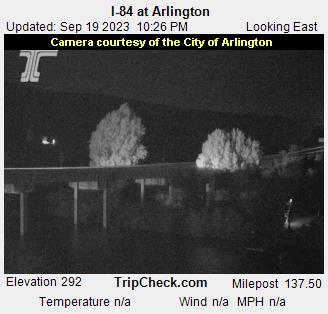 I-84 at Arlington
Updated: Sep 19 2023 10:26 PM Looking East
Camera courtesy of the City of Arlington
Elevation 292 TripCheck.com Milepost 137.50
Temperature n/a Wind n/a MPH n/a